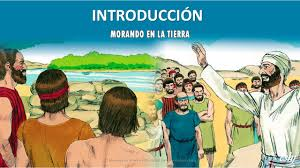 INTRODUCCIÓN
MORANDO EN LA TIERRA